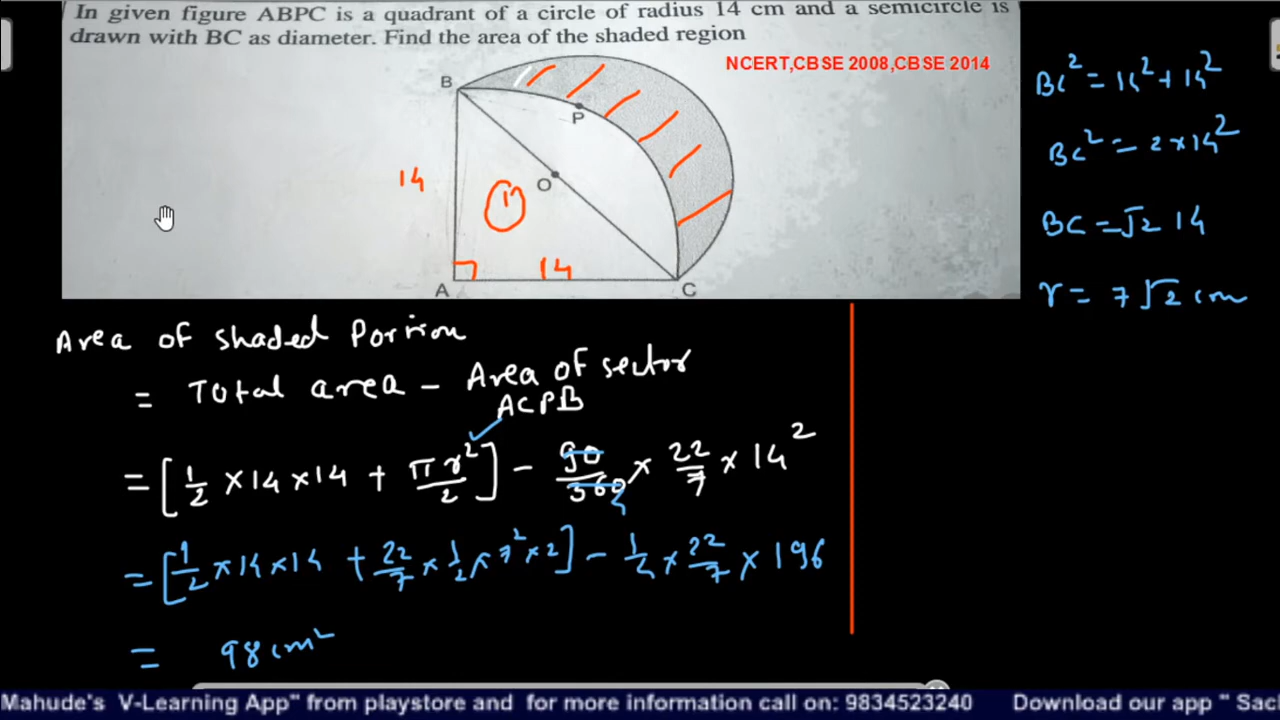 In given figure ABPC is a quadrant of a circle of radius 14 cm and a semicircle is
drawn with BC as diameter. Find the area of the shaded region
NCERT,CBSE 2008,CBSE 2014
B
P
O
14
1
14
A
C
BC² = 14² + 14²
BC² = 2×14²
BC = √2 14
r = 7√2 cm
Area of shaded Portion
= Total area - Area of sector
ACPB
= [1/2 × 14 × 14 + πr²/2] - 90/360 × 22/7 × 14²
4
= [1/2 × 14 × 14 + 22/7 × 1/2 × 7² × 2] - 1/4 × 22/7 × 196
= 98 cm²
Mahude's V-Learning App" from playstore and for more information call on: 9834523240 Download our app " Sac